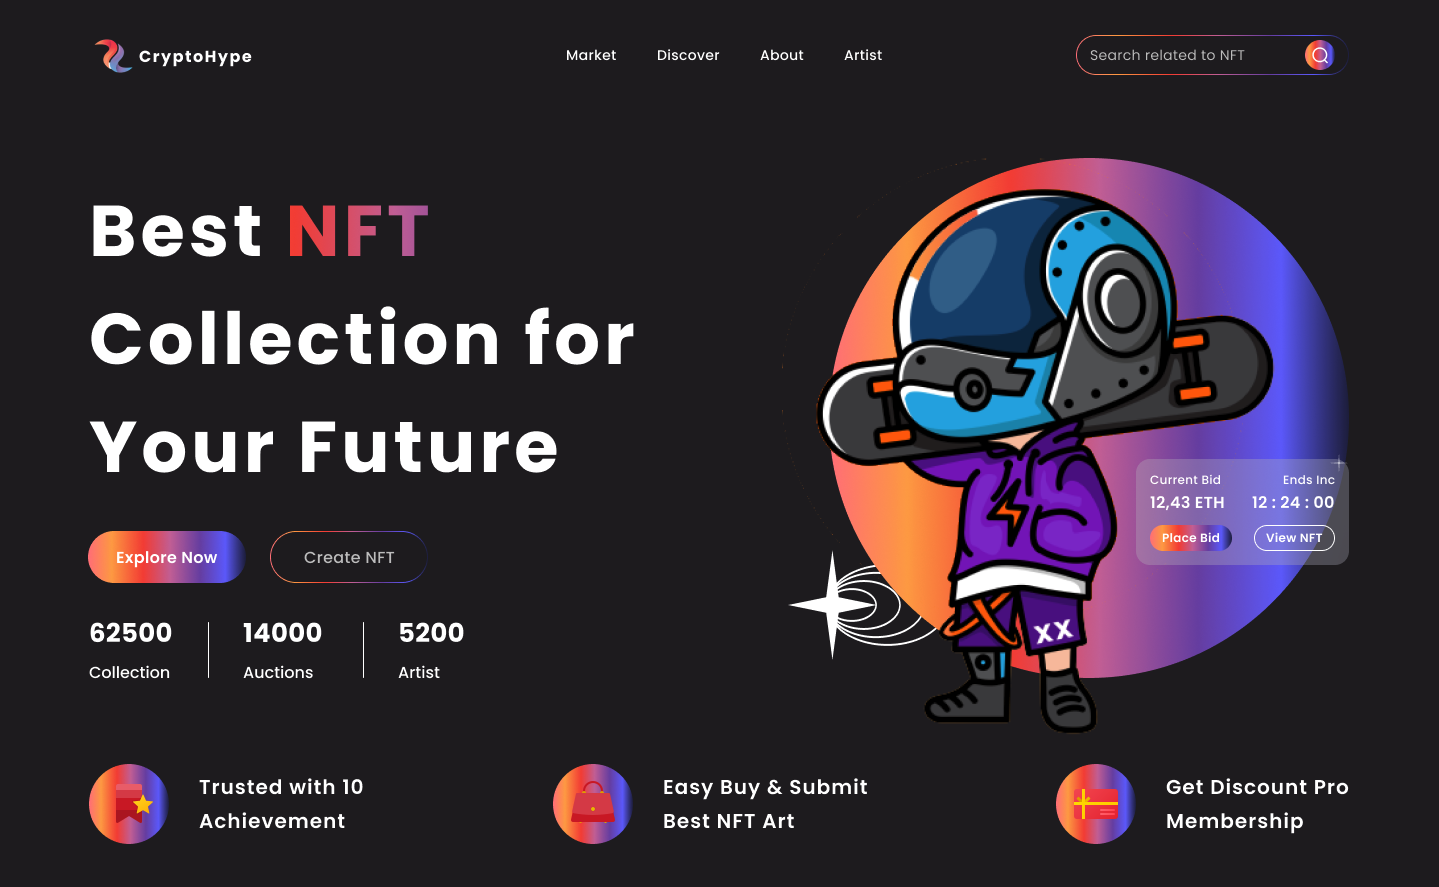 CryptoHype
Market
Discover
About
Artist
Search related to NFT
Best NFT
Collection for
Your Future
Explore Now
Create NFT
62500
Collection
14000
Auctions
5200
Artist
Current Bid
Ends Inc
12,43 ETH
12 : 24 : 00
Place Bid
View NFT
XX
Trusted with 10
Achievement
Easy Buy & Submit
Best NFT Art
Get Discount Pro
Membership